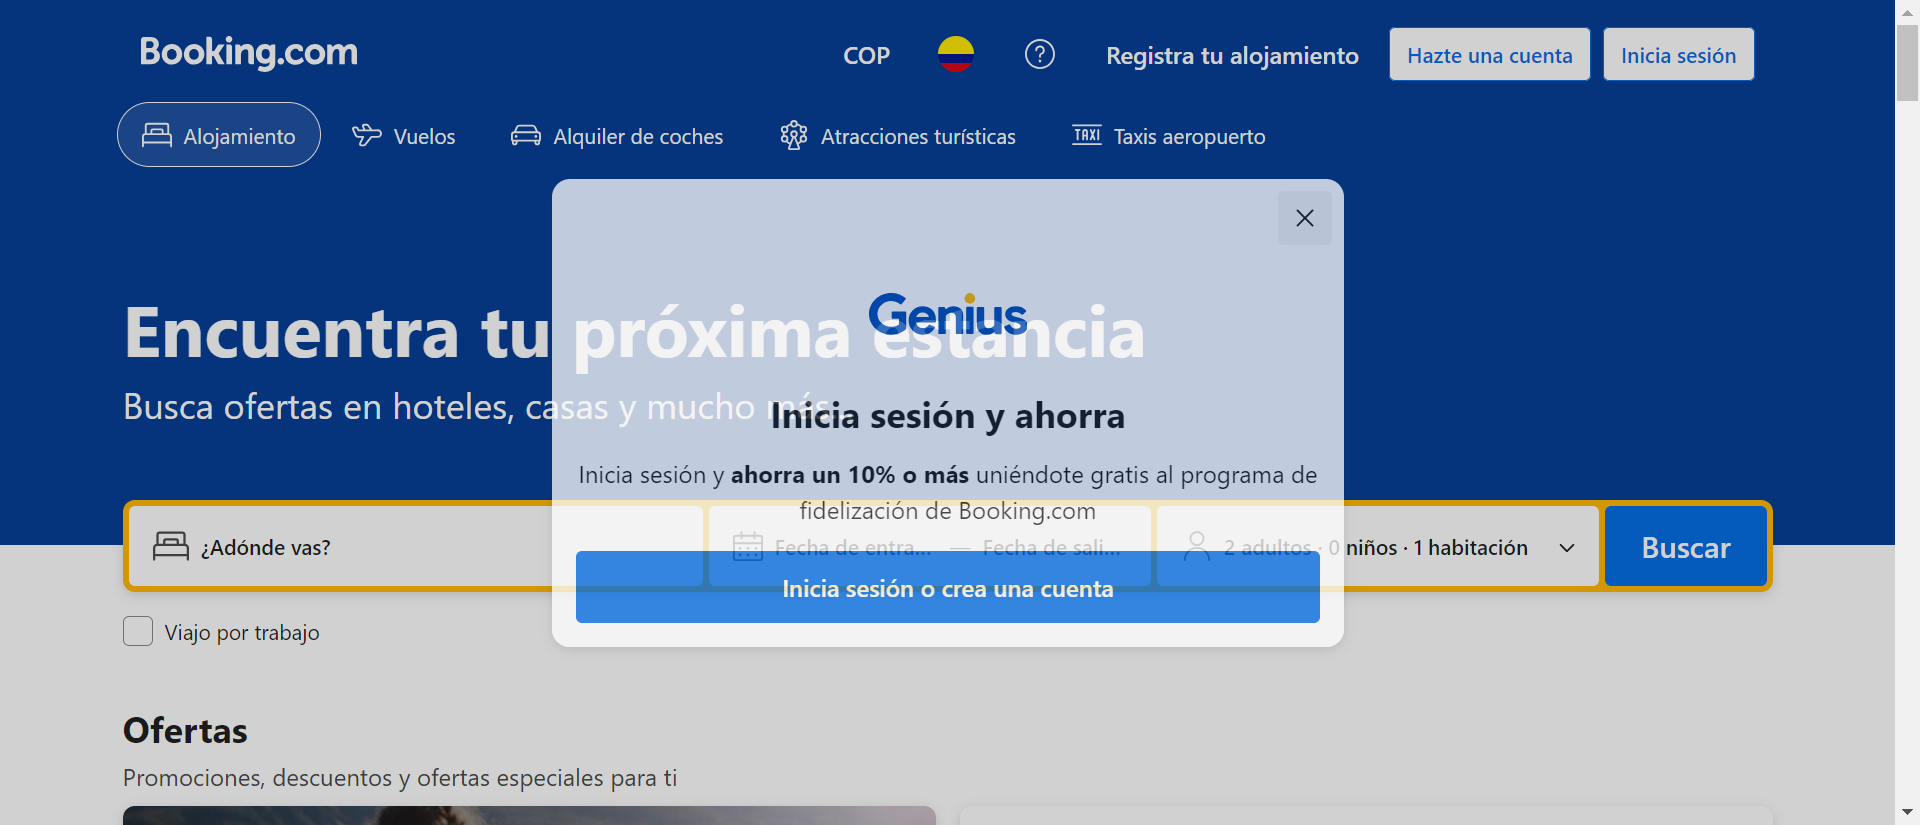 Booking.com
COP
Registra tu alojamiento
Hazte una cuenta
Inicia sesión
Alojamiento
Vuelos
Alquiler de coches
Atracciones turísticas
TAXI
Taxis aeropuerto
Encuentra tu próxima estancia
Busca ofertas en hoteles, casas y mucho más...
Genius
Inicia sesión y ahorra
Inicia sesión y ahorra un 10% o más uniéndote gratis al programa de
fidelización de Booking.com
Inicia sesión o crea una cuenta
¿Adónde vas?
Fecha de entra... — Fecha de sali...
2 adultos · 0 niños · 1 habitación
Buscar
Viajo por trabajo
Ofertas
Promociones, descuentos y ofertas especiales para ti